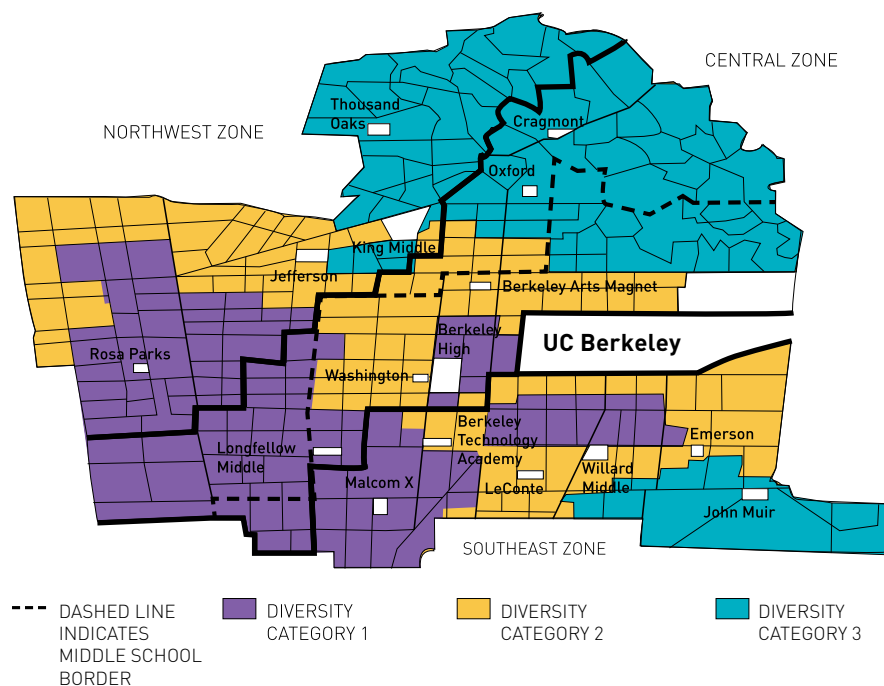 CENTRAL ZONE
NORTHWEST ZONE
Thousand
Oaks
Cragmont
Oxford
King Middle
Jefferson
Berkeley Arts Magnet
Berkeley
High
UC Berkeley
Rosa Parks
Washington
Longfellow
Middle
Berkeley
Technology
Academy
Emerson
Malcom X
LeConte
Willard
Middle
John Muir
SOUTHEAST ZONE
DASHED LINE
INDICATES
MIDDLE SCHOOL
BORDER
DIVERSITY
CATEGORY 1
DIVERSITY
CATEGORY 2
DIVERSITY
CATEGORY 3